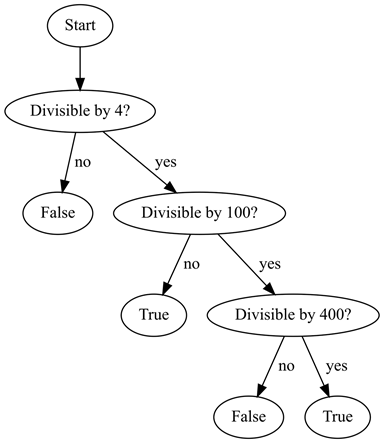 Start
Divisible by 4?
no
yes
False
Divisible by 100?
no
yes
True
Divisible by 400?
no
yes
False
True